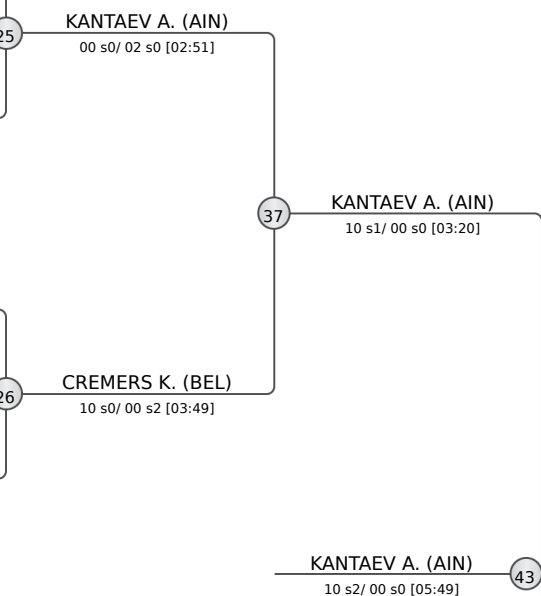 KANTAEV A. (AIN)
25
00 s0/ 02 s0 [02:51]
KANTAEV A. (AIN)
37
10 s1/ 00 s0 [03:20]
CREMERS K. (BEL)
26
10 s0/ 00 s2 [03:49]
KANTAEV A. (AIN)
43
10 s2/ 00 s0 [05:49]